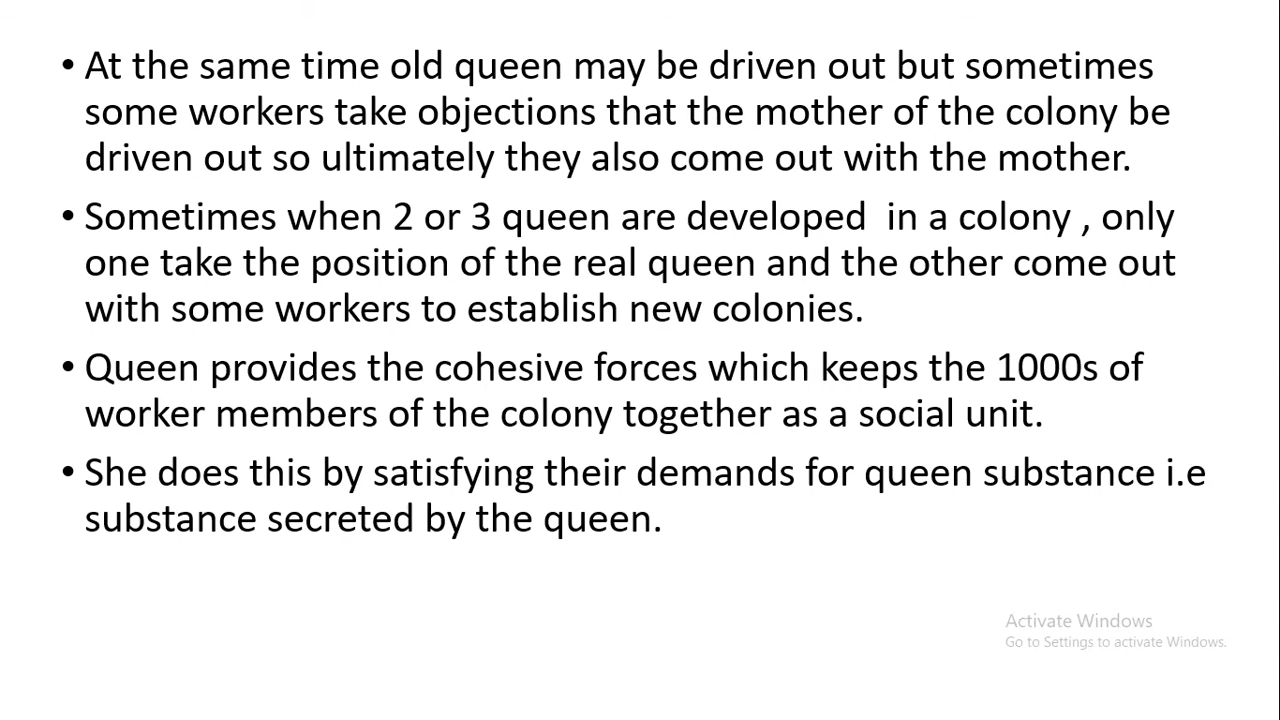 • At the same time old queen may be driven out but sometimes
some workers take objections that the mother of the colony be
driven out so ultimately they also come out with the mother.
• Sometimes when 2 or 3 queen are developed  in a colony , only
one take the position of the real queen and the other come out
with some workers to establish new colonies.
• Queen provides the cohesive forces which keeps the 1000s of
worker members of the colony together as a social unit.
• She does this by satisfying their demands for queen substance i.e
substance secreted by the queen.
Activate Windows
Go to Settings to activate Windows.